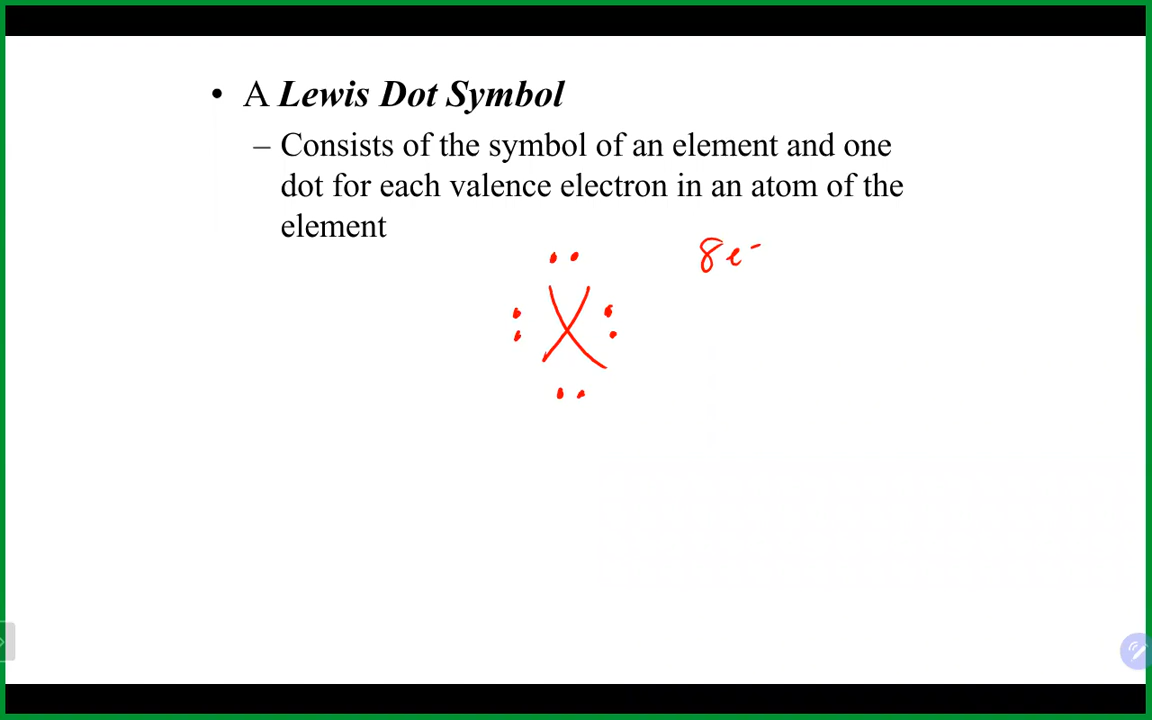 • A Lewis Dot Symbol
– Consists of the symbol of an element and one
dot for each valence electron in an atom of the
element
8e⁻
X